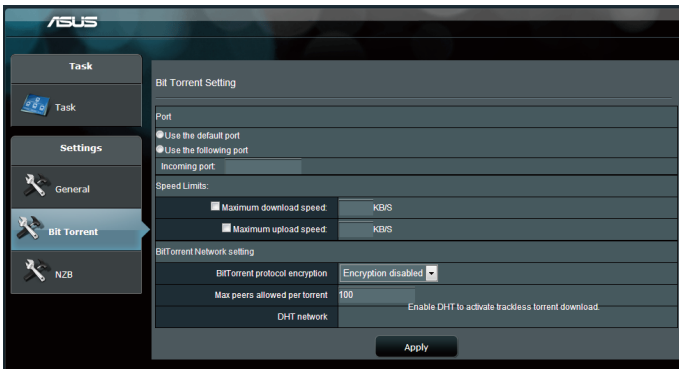 ASUS
Task
Task
Settings
General
Bit Torrent
NZB
Bit Torrent Setting
Port
Use the default port
Use the following port
Incoming port:
Speed Limits:
Maximum download speed: KB/S
Maximum upload speed: KB/S
BitTorrent Network setting
BitTorrent protocol encryption Encryption disabled
Max peers allowed per torrent 100
DHT network Enable DHT to activate trackless torrent download.
Apply